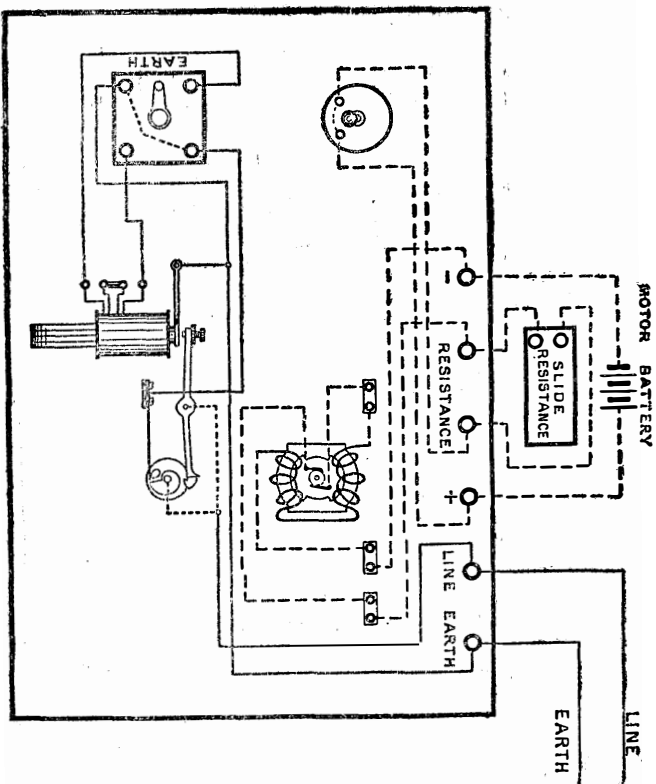 EARTH
−
RESISTANCE
+
LINE
EARTH
SLIDE
RESISTANCE
MOTOR BATTERY
LINE
EARTH